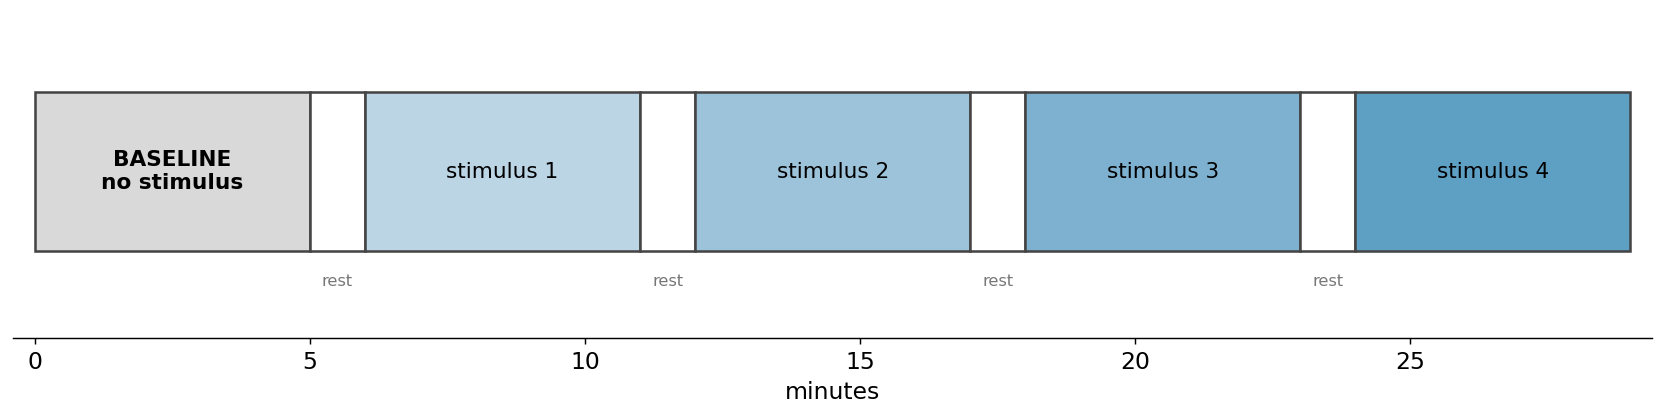 BASELINE
no stimulus
stimulus 1
stimulus 2
stimulus 3
stimulus 4
rest
rest
rest
rest
0
5
10
15
20
25
minutes